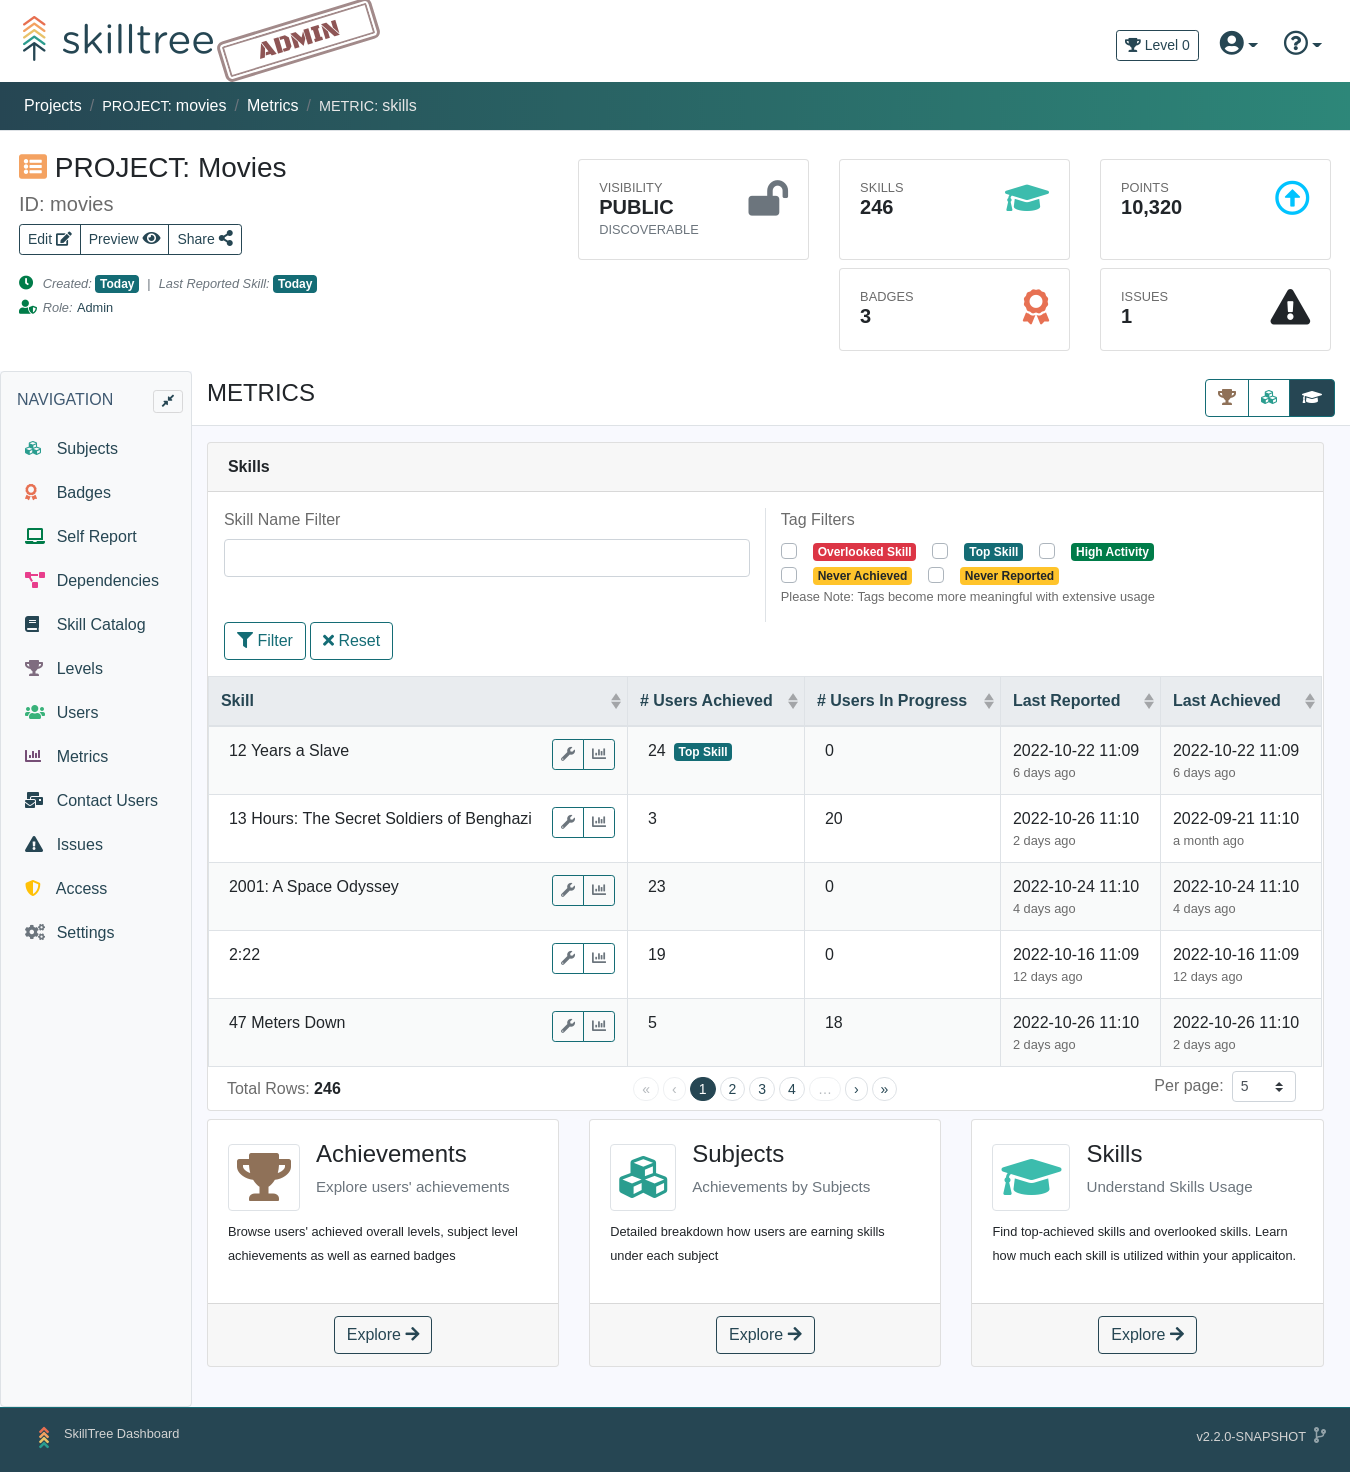 skilltree
ADMIN
Level 0
Projects / PROJECT: movies / Metrics / METRIC: skills
PROJECT: Movies
ID: movies
Edit Preview Share
Created: Today | Last Reported Skill: Today
Role: Admin
VISIBILITY
PUBLIC
DISCOVERABLE
SKILLS
246
POINTS
10,320
BADGES
3
ISSUES
1
NAVIGATION
Subjects
Badges
Self Report
Dependencies
Skill Catalog
Levels
Users
Metrics
Contact Users
Issues
Access
Settings
METRICS
Skills
Skill Name Filter
Tag Filters
Overlooked Skill Top Skill High Activity
Never Achieved Never Reported
Please Note: Tags become more meaningful with extensive usage
Filter Reset
Skill # Users Achieved # Users In Progress Last Reported Last Achieved
12 Years a Slave 24 Top Skill 0 2022-10-22 11:09 2022-10-22 11:09
6 days ago 6 days ago
13 Hours: The Secret Soldiers of Benghazi 3 20 2022-10-26 11:10 2022-09-21 11:10
2 days ago a month ago
2001: A Space Odyssey 23 0 2022-10-24 11:10 2022-10-24 11:10
4 days ago 4 days ago
2:22 19 0 2022-10-16 11:09 2022-10-16 11:09
12 days ago 12 days ago
47 Meters Down 5 18 2022-10-26 11:10 2022-10-26 11:10
2 days ago 2 days ago
Total Rows: 246 « ‹ 1 2 3 4 … › » Per page: 5
Achievements
Explore users' achievements
Browse users' achieved overall levels, subject level
achievements as well as earned badges
Explore
Subjects
Achievements by Subjects
Detailed breakdown how users are earning skills
under each subject
Explore
Skills
Understand Skills Usage
Find top-achieved skills and overlooked skills. Learn
how much each skill is utilized within your applicaiton.
Explore
SkillTree Dashboard
v2.2.0-SNAPSHOT